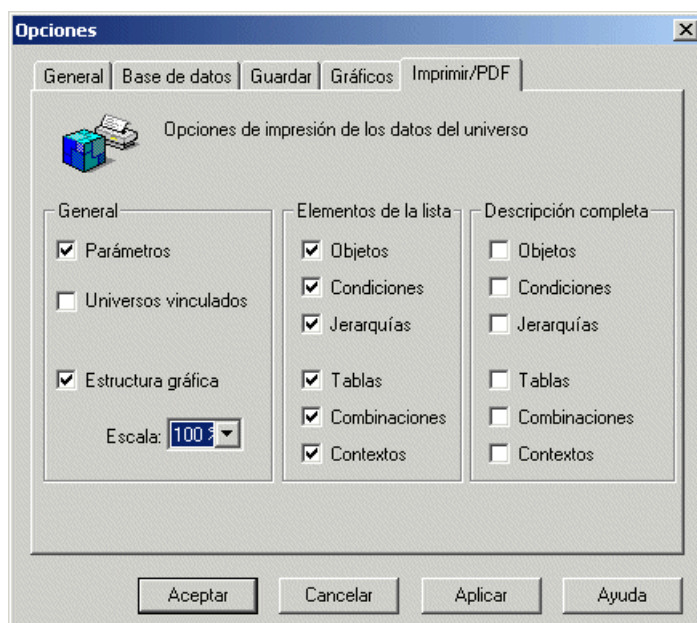 Opciones
General
Base de datos
Guardar
Gráficos
Imprimir/PDF
Opciones de impresión de los datos del universo
General
Parámetros
Universos vinculados
Estructura gráfica
Escala: 100 %
Elementos de la lista
Objetos
Condiciones
Jerarquías
Tablas
Combinaciones
Contextos
Descripción completa
Objetos
Condiciones
Jerarquías
Tablas
Combinaciones
Contextos
Aceptar
Cancelar
Aplicar
Ayuda